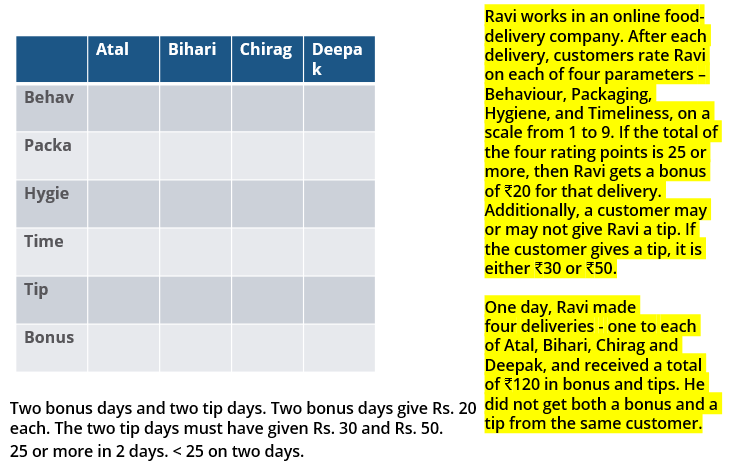 Atal Bihari Chirag Deepa
k
Behav
Packa
Hygie
Time
Tip
Bonus
Two bonus days and two tip days. Two bonus days give Rs. 20
each. The two tip days must have given Rs. 30 and Rs. 50.
25 or more in 2 days. < 25 on two days.
Ravi works in an online food-
delivery company. After each
delivery, customers rate Ravi
on each of four parameters –
Behaviour, Packaging,
Hygiene, and Timeliness, on a
scale from 1 to 9. If the total of
the four rating points is 25 or
more, then Ravi gets a bonus
of ₹20 for that delivery.
Additionally, a customer may
or may not give Ravi a tip. If
the customer gives a tip, it is
either ₹30 or ₹50.
One day, Ravi made
four deliveries - one to each
of Atal, Bihari, Chirag and
Deepak, and received a total
of ₹120 in bonus and tips. He
did not get both a bonus and a
tip from the same customer.